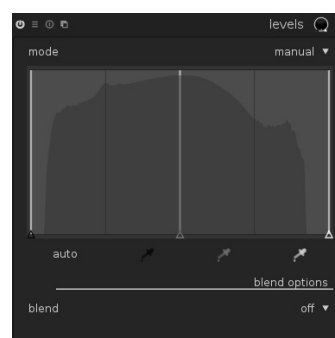 levels
mode manual
auto
blend options
blend off